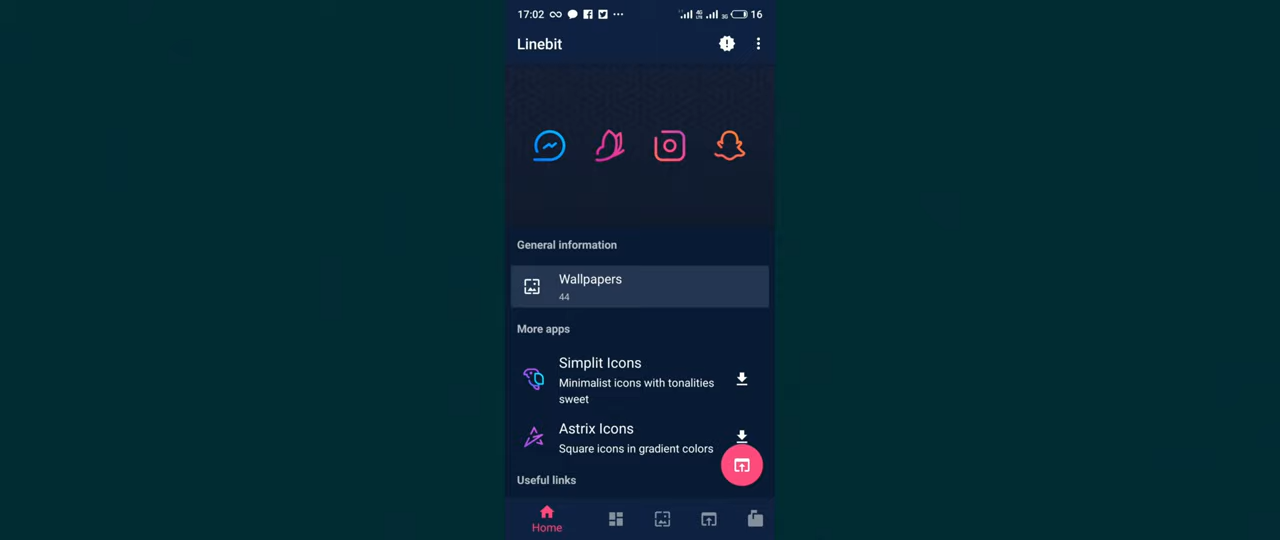 17:02 16
Linebit
General information
Wallpapers
44
More apps
Simplit Icons
Minimalist icons with tonalities
sweet
Astrix Icons
Square icons in gradient colors
Useful links
Home